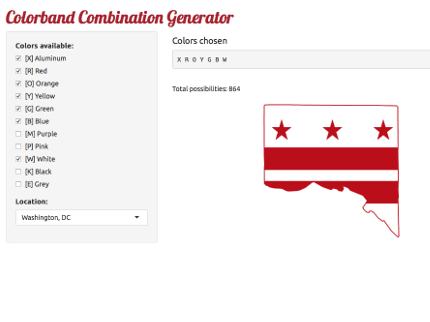 Colorband Combination Generator
Colors available:
[X] Aluminum
[R] Red
[O] Orange
[Y] Yellow
[G] Green
[B] Blue
[M] Purple
[P] Pink
[W] White
[K] Black
[E] Grey
Location:
Washington, DC
Colors chosen
X R O Y G B W
Total possibilities: 864